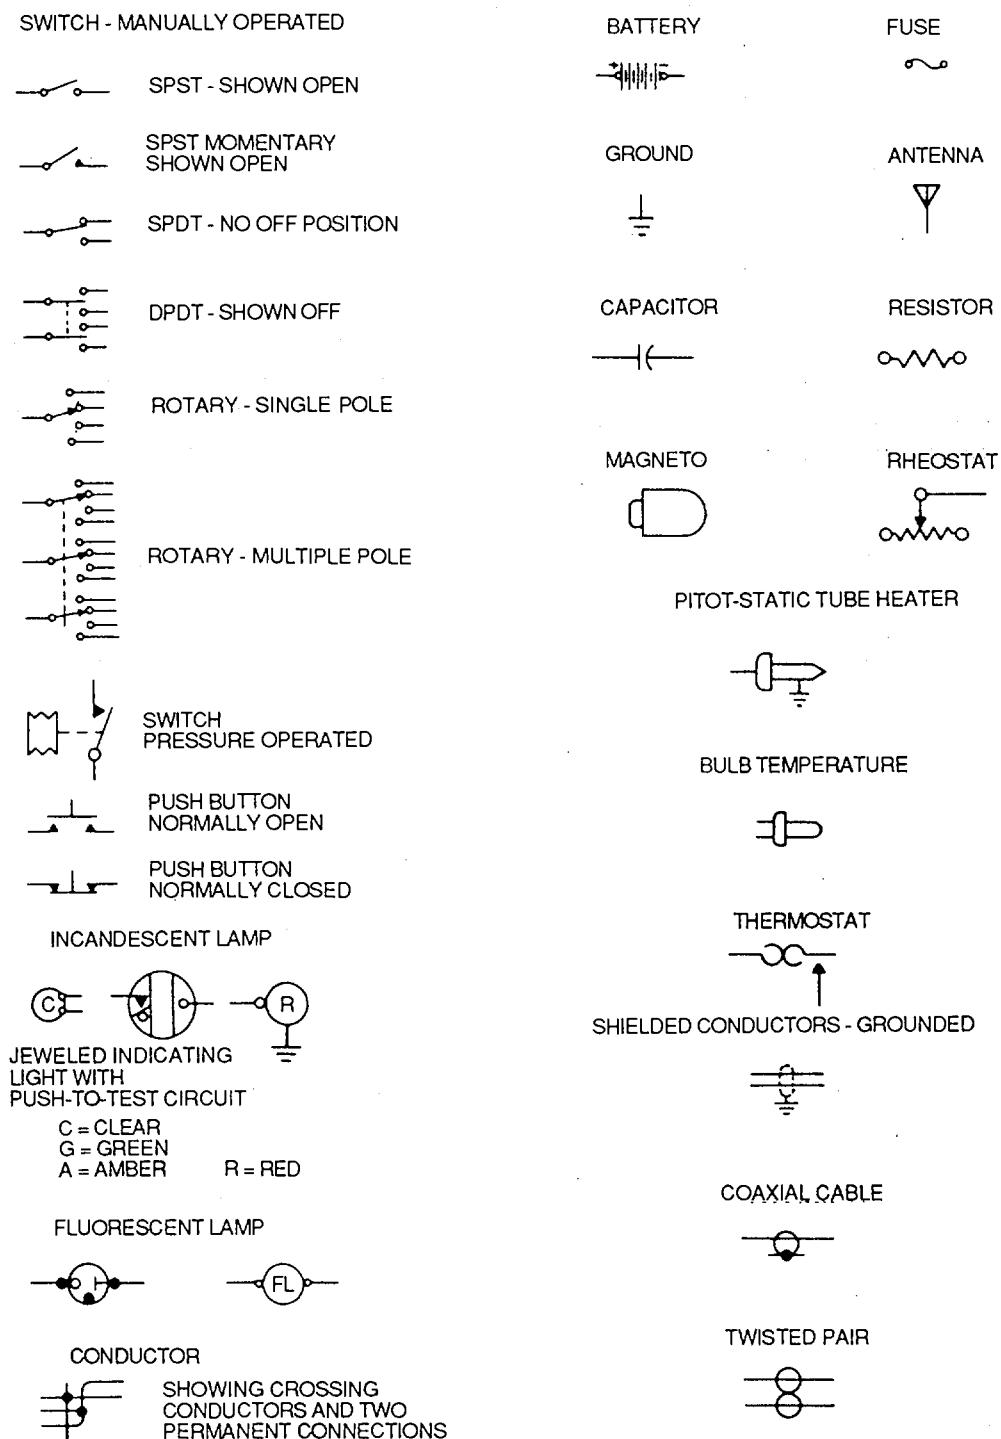 SWITCH - MANUALLY OPERATED
SPST - SHOWN OPEN
SPST MOMENTARY
SHOWN OPEN
SPDT - NO OFF POSITION
DPDT - SHOWN OFF
ROTARY - SINGLE POLE
ROTARY - MULTIPLE POLE
SWITCH
PRESSURE OPERATED
PUSH BUTTON
NORMALLY OPEN
PUSH BUTTON
NORMALLY CLOSED
INCANDESCENT LAMP
C
R
JEWELED INDICATING
LIGHT WITH
PUSH-TO-TEST CIRCUIT
C = CLEAR
G = GREEN
A = AMBER R = RED
FLUORESCENT LAMP
FL
CONDUCTOR
SHOWING CROSSING
CONDUCTORS AND TWO
PERMANENT CONNECTIONS
BATTERY
+ -
FUSE
GROUND
ANTENNA
CAPACITOR
RESISTOR
MAGNETO
RHEOSTAT
PITOT-STATIC TUBE HEATER
BULB TEMPERATURE
THERMOSTAT
SHIELDED CONDUCTORS - GROUNDED
COAXIAL CABLE
TWISTED PAIR